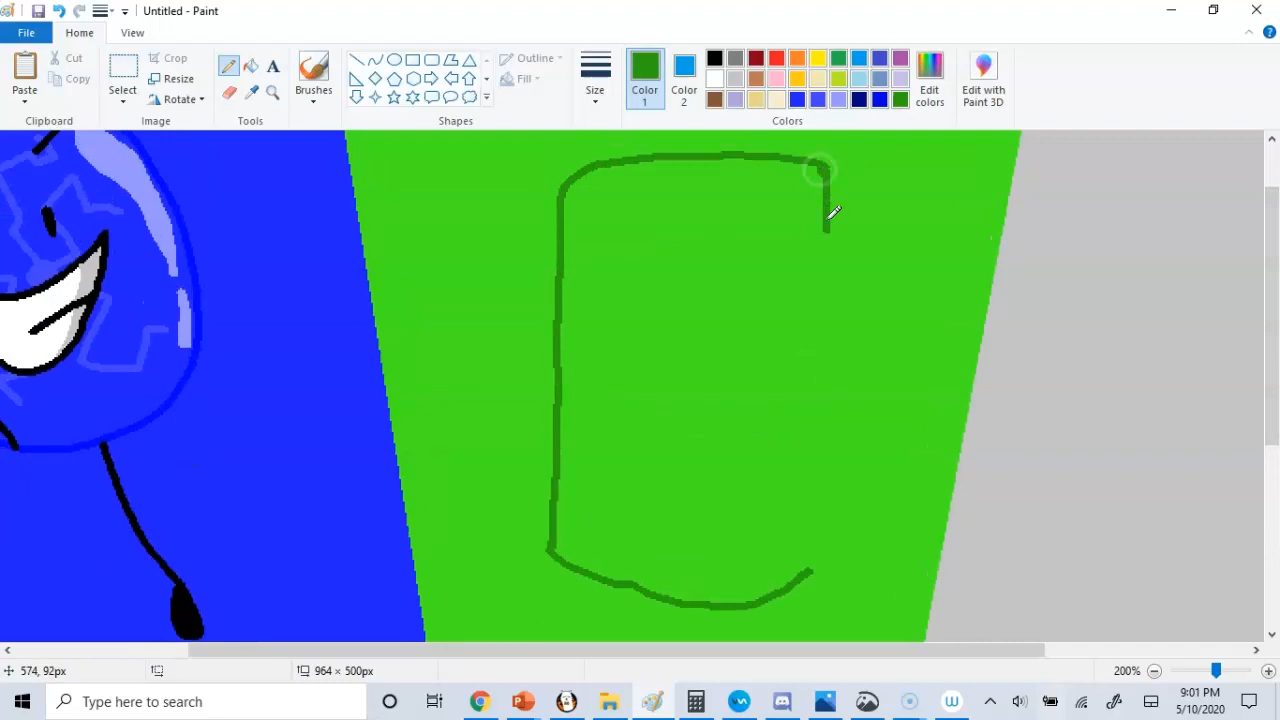 Untitled - Paint
File
Home
View
Paste
Cut
Copy
Clipboard
Select
Crop
Resize
Rotate
Image
Tools
Brushes
Shapes
Outline
Fill
Size
Color 1
Color 2
Edit colors
Edit with Paint 3D
Colors
574, 92px
964 × 500px
200%
Type here to search
9:01 PM
5/10/2020